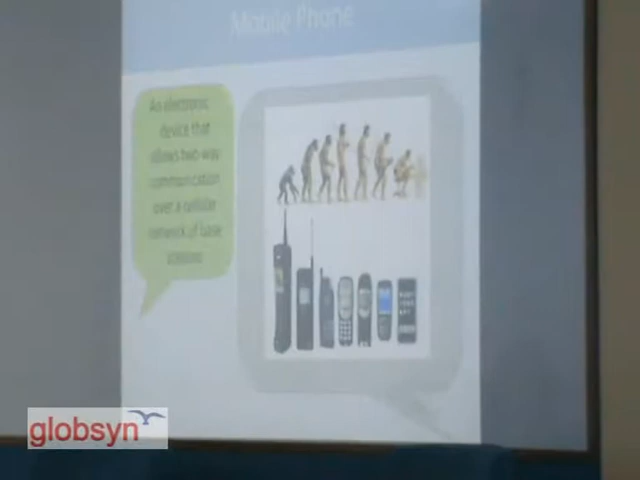 Mobile Phone
An electronic
device that
allows two-way
communication
over a cellular
network of base
stations
globsyn